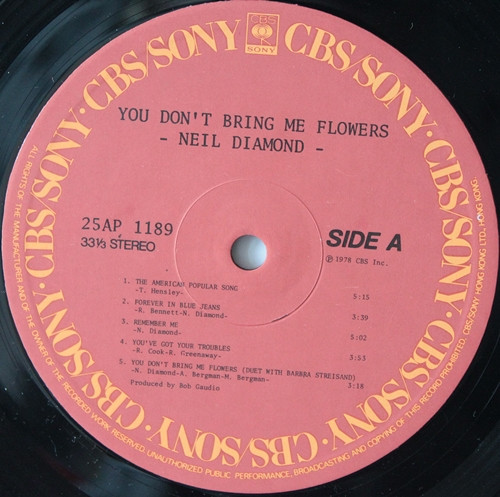 CBS/SONY · CBS/SONY · CBS/SONY · CBS/SONY · CBS/SONY · CBS/SONY · CBS/SONY · CBS/SONY
CBS
SONY
YOU DON'T BRING ME FLOWERS
- NEIL DIAMOND -
25AP 1189
33⅓ STEREO
SIDE A
Ⓟ 1978 CBS Inc.
1. THE AMERICAN POPULAR SONG
-T. Hensley- 5:15
2. FOREVER IN BLUE JEANS
-R. Bennett-N. Diamond- 3:39
3. REMEMBER ME
-N. Diamond- 5:02
4. YOU'VE GOT YOUR TROUBLES
-R. Cook-R. Greenaway- 3:53
5. YOU DON'T BRING ME FLOWERS (DUET WITH BARBRA STREISAND)
-N. Diamond-A. Bergman-M. Bergman- 3:18
Produced by Bob Gaudio
ALL RIGHTS OF THE MANUFACTURER AND OF THE OWNER OF THE RECORDED WORK RESERVED. UNAUTHORIZED PUBLIC PERFORMANCE, BROADCASTING AND COPYING OF THIS RECORD PROHIBITED. CBS/SONY HONG KONG LTD., HONG KONG.